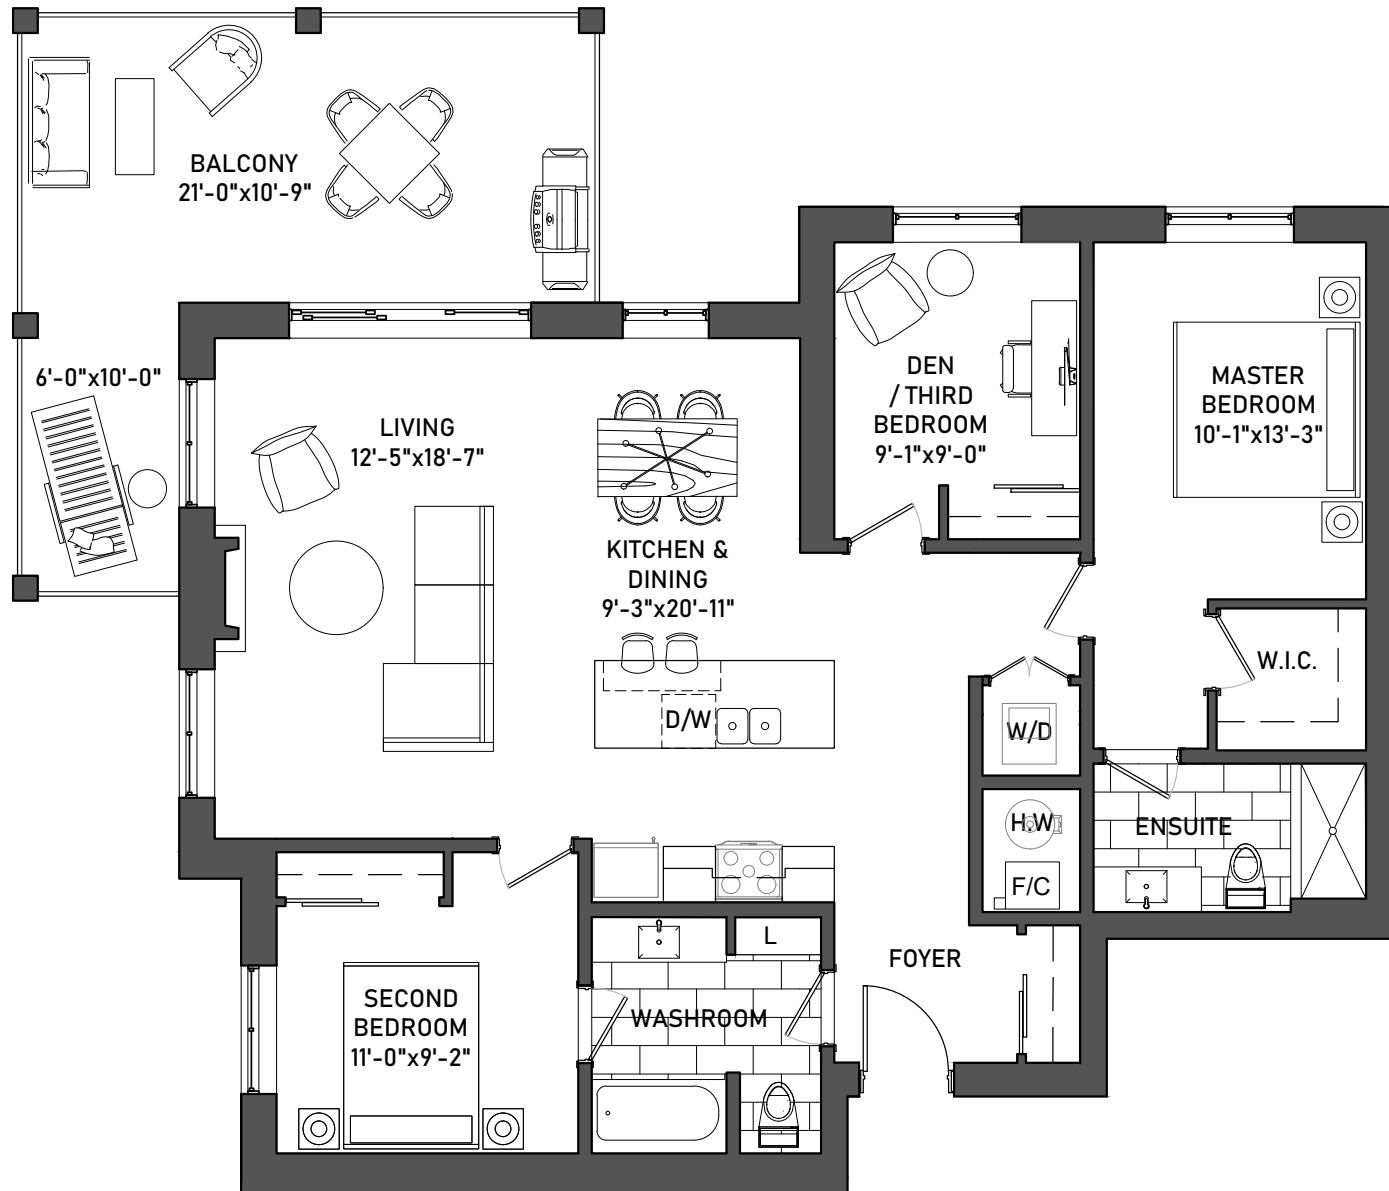 BALCONY
21'-0"x10'-9"
6'-0"x10'-0"
LIVING
12'-5"x18'-7"
KITCHEN &
DINING
9'-3"x20'-11"
DEN
/ THIRD
BEDROOM
9'-1"x9'-0"
MASTER
BEDROOM
10'-1"x13'-3"
W.I.C.
D/W
W/D
H.W
F/C
ENSUITE
FOYER
L
WASHROOM
SECOND
BEDROOM
11'-0"x9'-2"